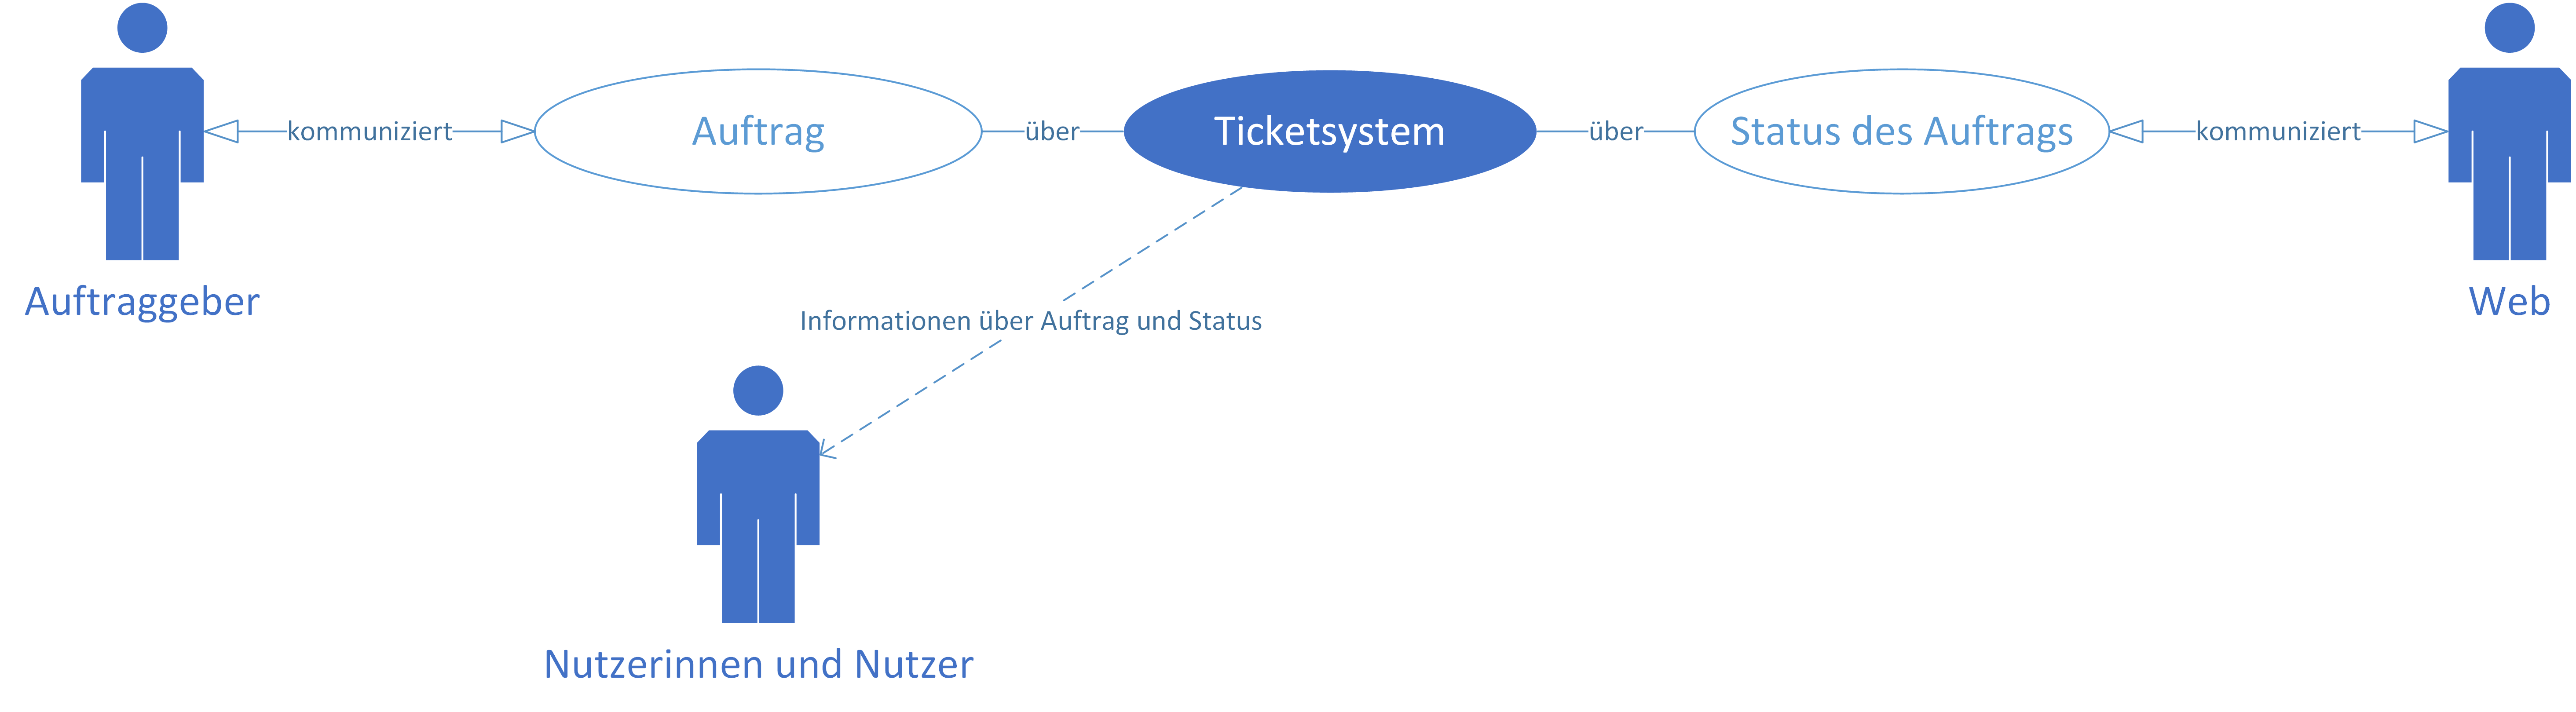 kommuniziert
Auftrag
über
Ticketsystem
über
Status des Auftrags
kommuniziert
Auftraggeber
Web
Informationen über Auftrag und Status
Nutzerinnen und Nutzer